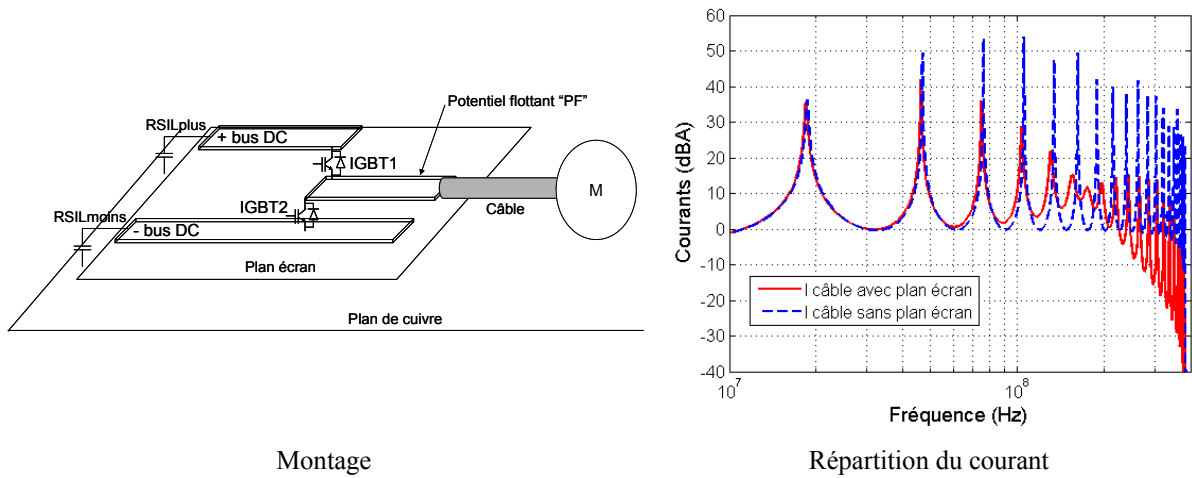 RSILplus
+ bus DC
Potentiel flottant “PF”
IGBT1
IGBT2
RSILmoins
- bus DC
Câble
M
Plan écran
Plan de cuivre
Montage
Courants (dBA)
60
50
40
30
20
10
0
-10
-20
-30
-40
I câble avec plan écran
I câble sans plan écran
10^7
10^8
Fréquence (Hz)
Répartition du courant